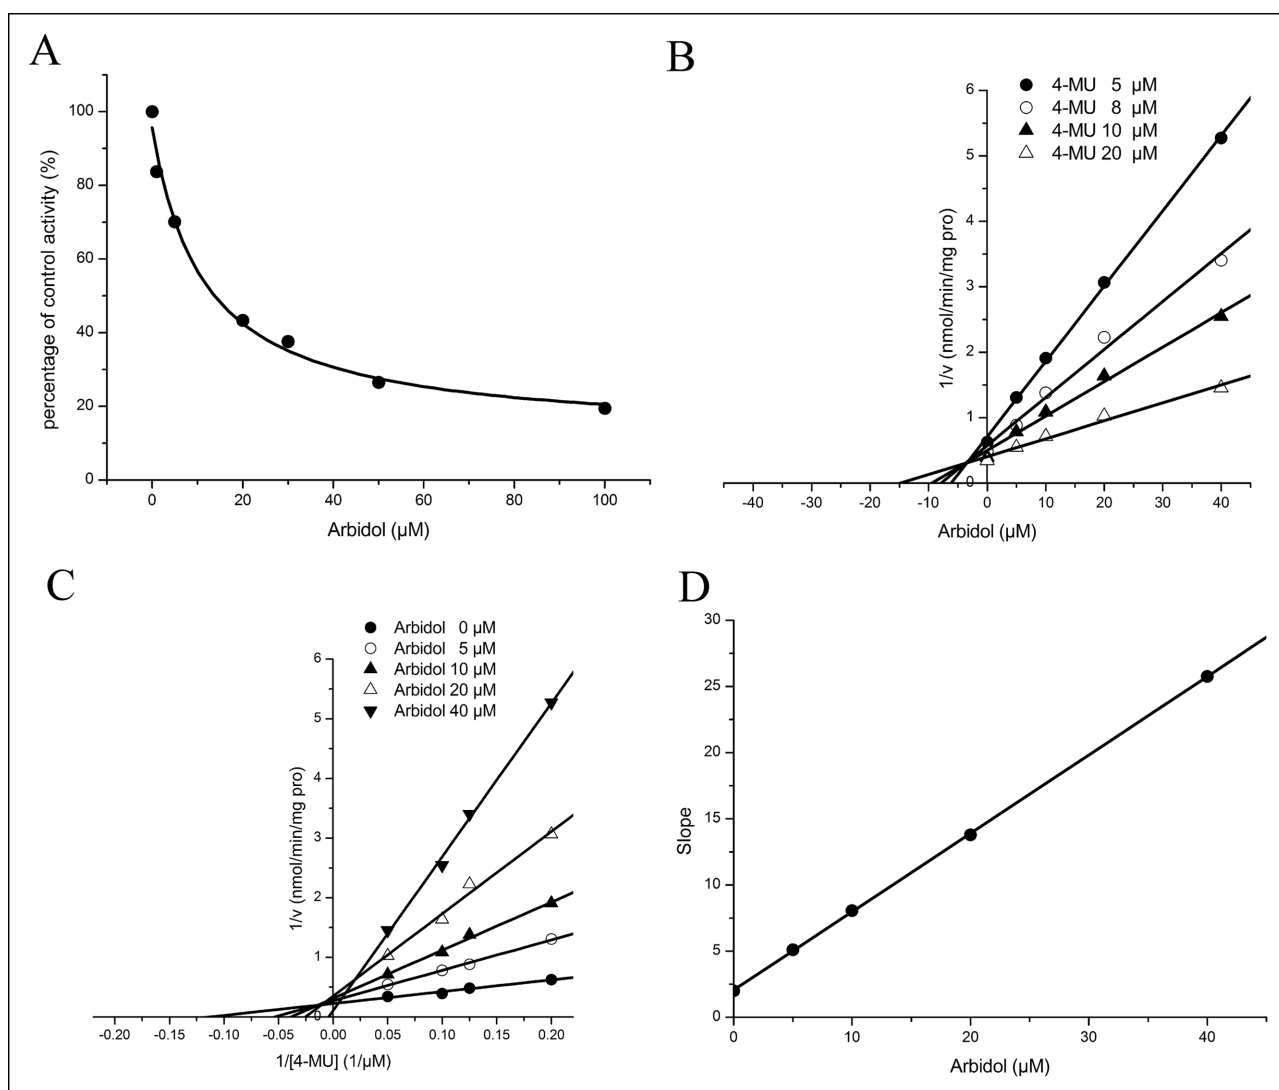 A
percentage of control activity (%)
100
80
60
40
20
0
0 20 40 60 80 100
Arbidol (µM)
B
4-MU 5 µM
4-MU 8 µM
4-MU 10 µM
4-MU 20 µM
1/v (nmol/min/mg pro)
6
5
4
3
2
1
0
-40 -30 -20 -10 0 10 20 30 40
Arbidol (µM)
C
Arbidol 0 µM
Arbidol 5 µM
Arbidol 10 µM
Arbidol 20 µM
Arbidol 40 µM
1/v (nmol/min/mg pro)
6
5
4
3
2
1
0
-0.20 -0.15 -0.10 -0.05 0.00 0.05 0.10 0.15 0.20
1/[4-MU] (1/µM)
D
Slope
30
25
20
15
10
5
0
0 10 20 30 40
Arbidol (µM)